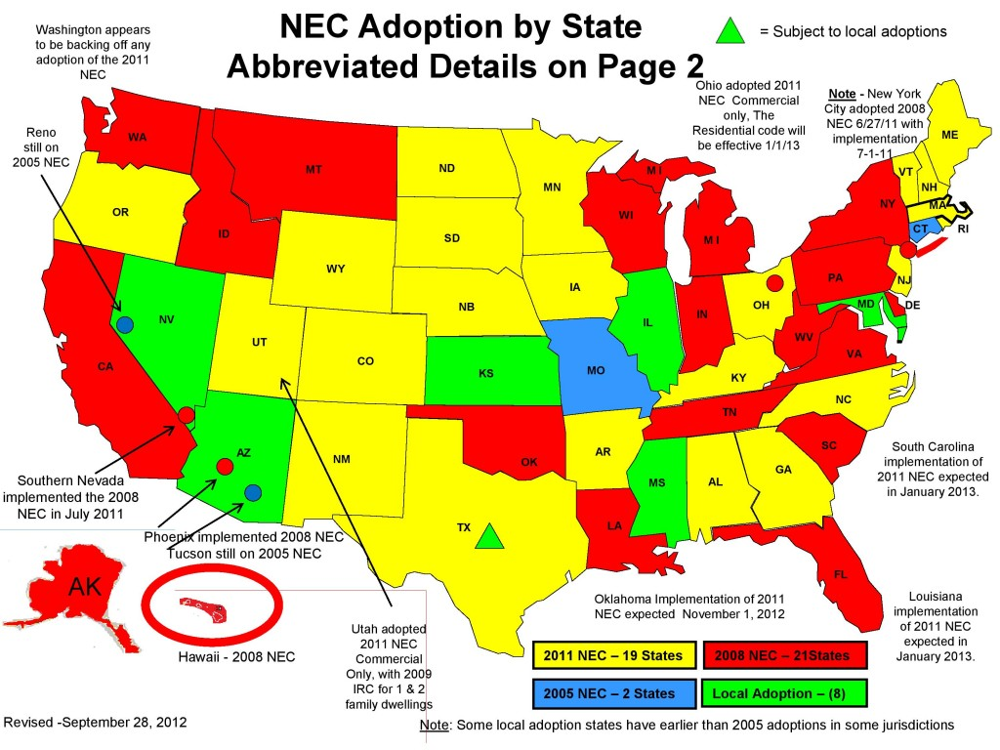 NEC Adoption by State
Abbreviated Details on Page 2
= Subject to local adoptions
Washington appears
to be backing off any
adoption of the 2011
NEC
Reno
still on
2005 NEC
Ohio adopted 2011
NEC Commercial
only, The
Residential code will
be effective 1/1/13
Note - New York
City adopted 2008
NEC 6/27/11 with
implementation
7-1-11
WA
MT
ND
MN
OR
ID
WY
SD
WI
M I
M I
NY
VT
NH
ME
MA
CT
RI
NV
UT
CO
NB
IA
IL
IN
OH
PA
NJ
MD
DE
WV
VA
CA
KS
MO
KY
NC
TN
AZ
NM
OK
AR
MS
AL
GA
SC
TX
LA
FL
AK
Southern Nevada
implemented the 2008
NEC in July 2011
Phoenix implemented 2008 NEC
Tucson still on 2005 NEC
Hawaii - 2008 NEC
Utah adopted
2011 NEC
Commercial
Only, with 2009
IRC for 1 & 2
family dwellings
South Carolina
implementation of
2011 NEC expected
in January 2013.
Oklahoma Implementation of 2011
NEC expected November 1, 2012
Louisiana
implementation
of 2011 NEC
expected in
January 2013.
2011 NEC – 19 States
2008 NEC – 21States
2005 NEC – 2 States
Local Adoption – (8)
Revised -September 28, 2012
Note: Some local adoption states have earlier than 2005 adoptions in some jurisdictions